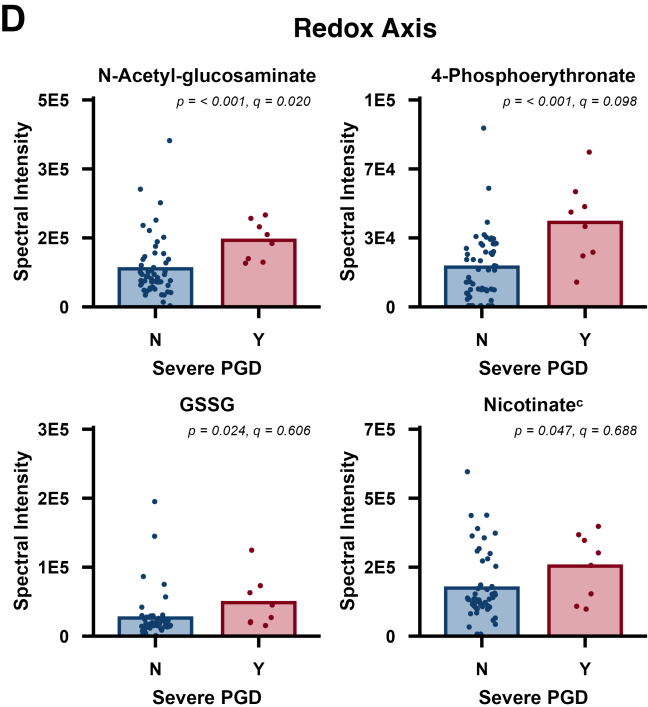 D
Redox Axis
N-Acetyl-glucosaminate
p = < 0.001, q = 0.020
Spectral Intensity
5E5
3E5
2E5
0
N
Y
Severe PGD
4-Phosphoerythronate
p = < 0.001, q = 0.098
Spectral Intensity
1E5
7E4
3E4
0
N
Y
Severe PGD
GSSG
p = 0.024, q = 0.606
Spectral Intensity
3E5
2E5
1E5
0
N
Y
Severe PGD
Nicotinateᶜ
p = 0.047, q = 0.688
Spectral Intensity
7E5
5E5
2E5
0
N
Y
Severe PGD